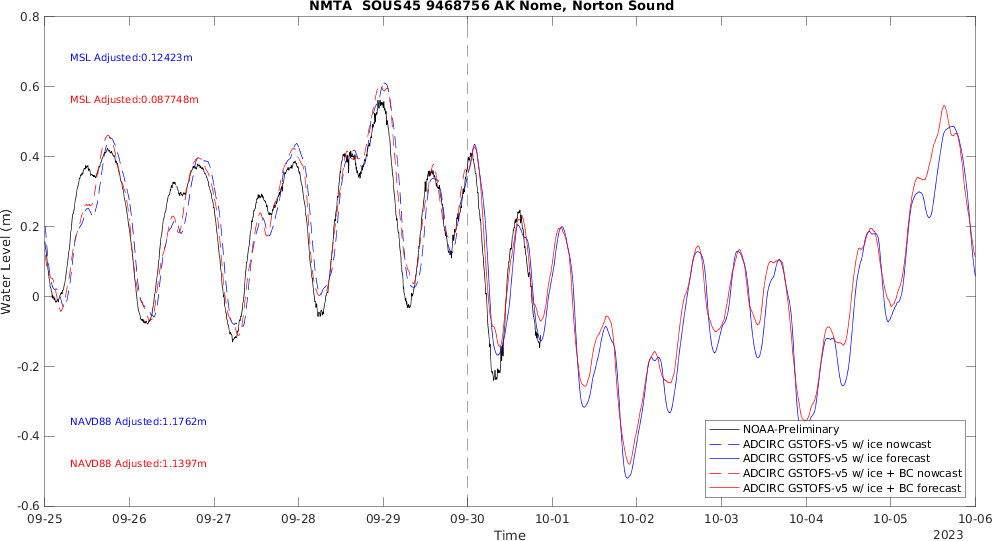 NMTA SOUS45 9468756 AK Nome, Norton Sound
0.8
0.6
0.4
0.2
0
-0.2
-0.4
-0.6
Water Level (m)
MSL Adjusted:0.12423m
MSL Adjusted:0.087748m
NAVD88 Adjusted:1.1762m
NAVD88 Adjusted:1.1397m
NOAA-Preliminary
ADCIRC GSTOFS-v5 w/ ice nowcast
ADCIRC GSTOFS-v5 w/ ice forecast
ADCIRC GSTOFS-v5 w/ ice + BC nowcast
ADCIRC GSTOFS-v5 w/ ice + BC forecast
09-25 09-26 09-27 09-28 09-29 09-30 10-01 10-02 10-03 10-04 10-05 10-06
Time
2023